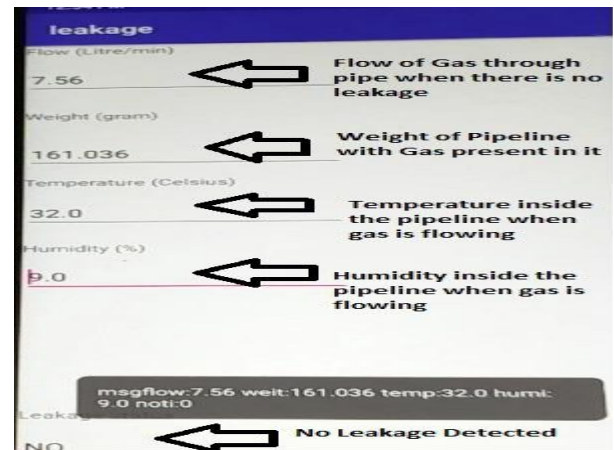 leakage
Flow (Litre/min)
7.56
Flow of Gas through
pipe when there is no
leakage
Weight (gram)
161.036
Weight of Pipeline
with Gas present in it
Temperature (Celsius)
32.0
Temperature inside
the pipeline when
gas is flowing
Humidity (%)
9.0
Humidity inside the
pipeline when gas is
flowing
msgflow:7.56 weit:161.036 temp:32.0 humi:
9.0 noti:0
Leakage
NO
No Leakage Detected